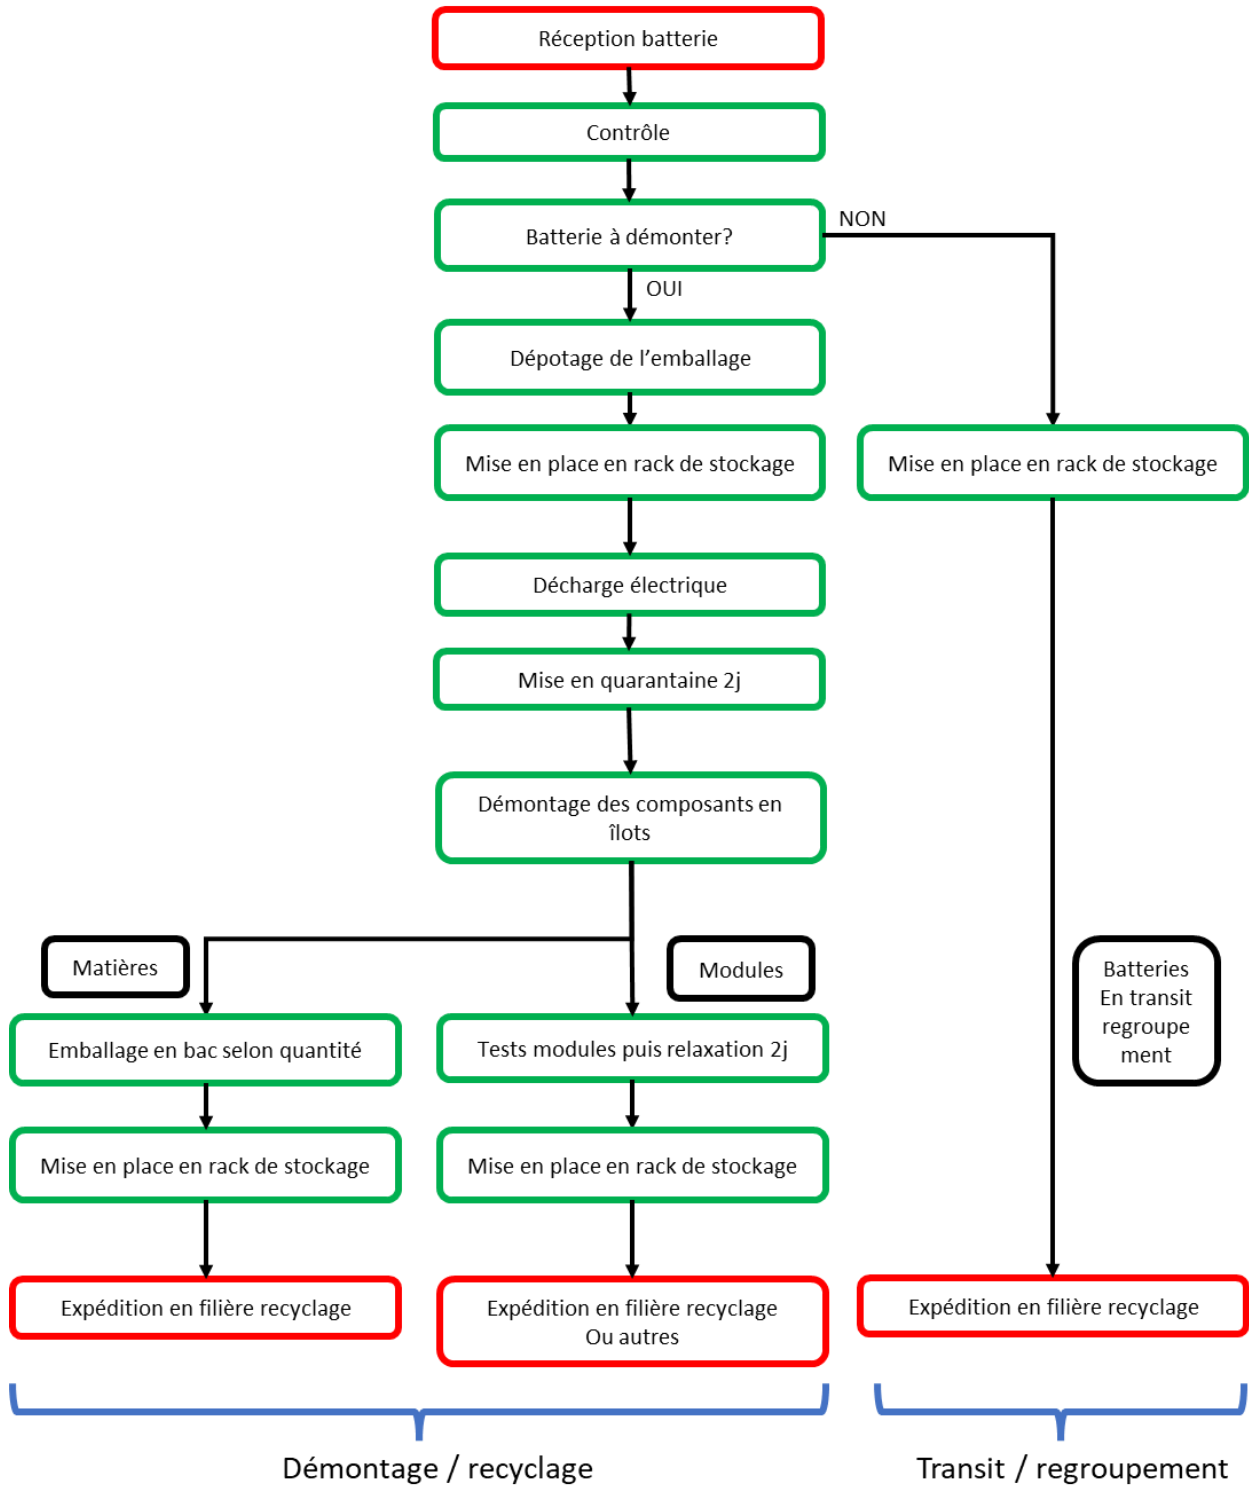 Réception batterie
Contrôle
Batterie à démonter?
NON
OUI
Dépotage de l'emballage
Mise en place en rack de stockage
Mise en place en rack de stockage
Décharge électrique
Mise en quarantaine 2j
Démontage des composants en
îlots
Matières
Modules
Batteries
En transit
regroupe
ment
Emballage en bac selon quantité
Tests modules puis relaxation 2j
Mise en place en rack de stockage
Mise en place en rack de stockage
Expédition en filière recyclage
Expédition en filière recyclage
Ou autres
Expédition en filière recyclage
Démontage / recyclage
Transit / regroupement